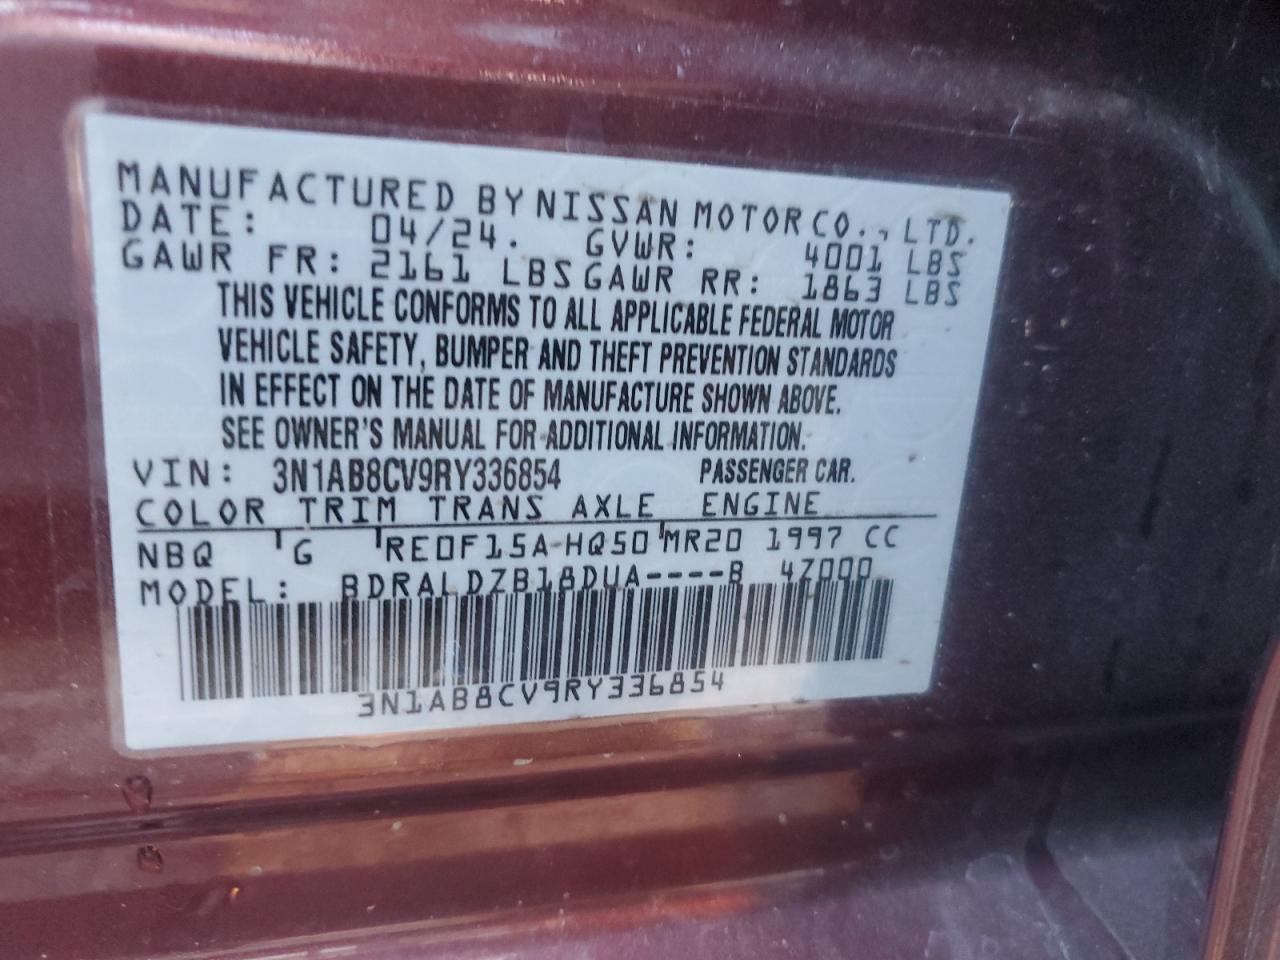 MANUFACTURED BY NISSAN MOTOR CO., LTD.
DATE: 04/24. GVWR: 4001 LBS
GAWR FR: 2161 LBS GAWR RR: 1863 LBS
THIS VEHICLE CONFORMS TO ALL APPLICABLE FEDERAL MOTOR
VEHICLE SAFETY, BUMPER AND THEFT PREVENTION STANDARDS
IN EFFECT ON THE DATE OF MANUFACTURE SHOWN ABOVE.
SEE OWNER'S MANUAL FOR ADDITIONAL INFORMATION.
VIN: 3N1AB8CV9RY336854 PASSENGER CAR.
COLOR TRIM TRANS AXLE ENGINE
NBQ G RE0F15A-HQ50 MR20 1997 CC
MODEL: BDRALDZB18DUA----B 4Z000
3N1AB8CV9RY336854